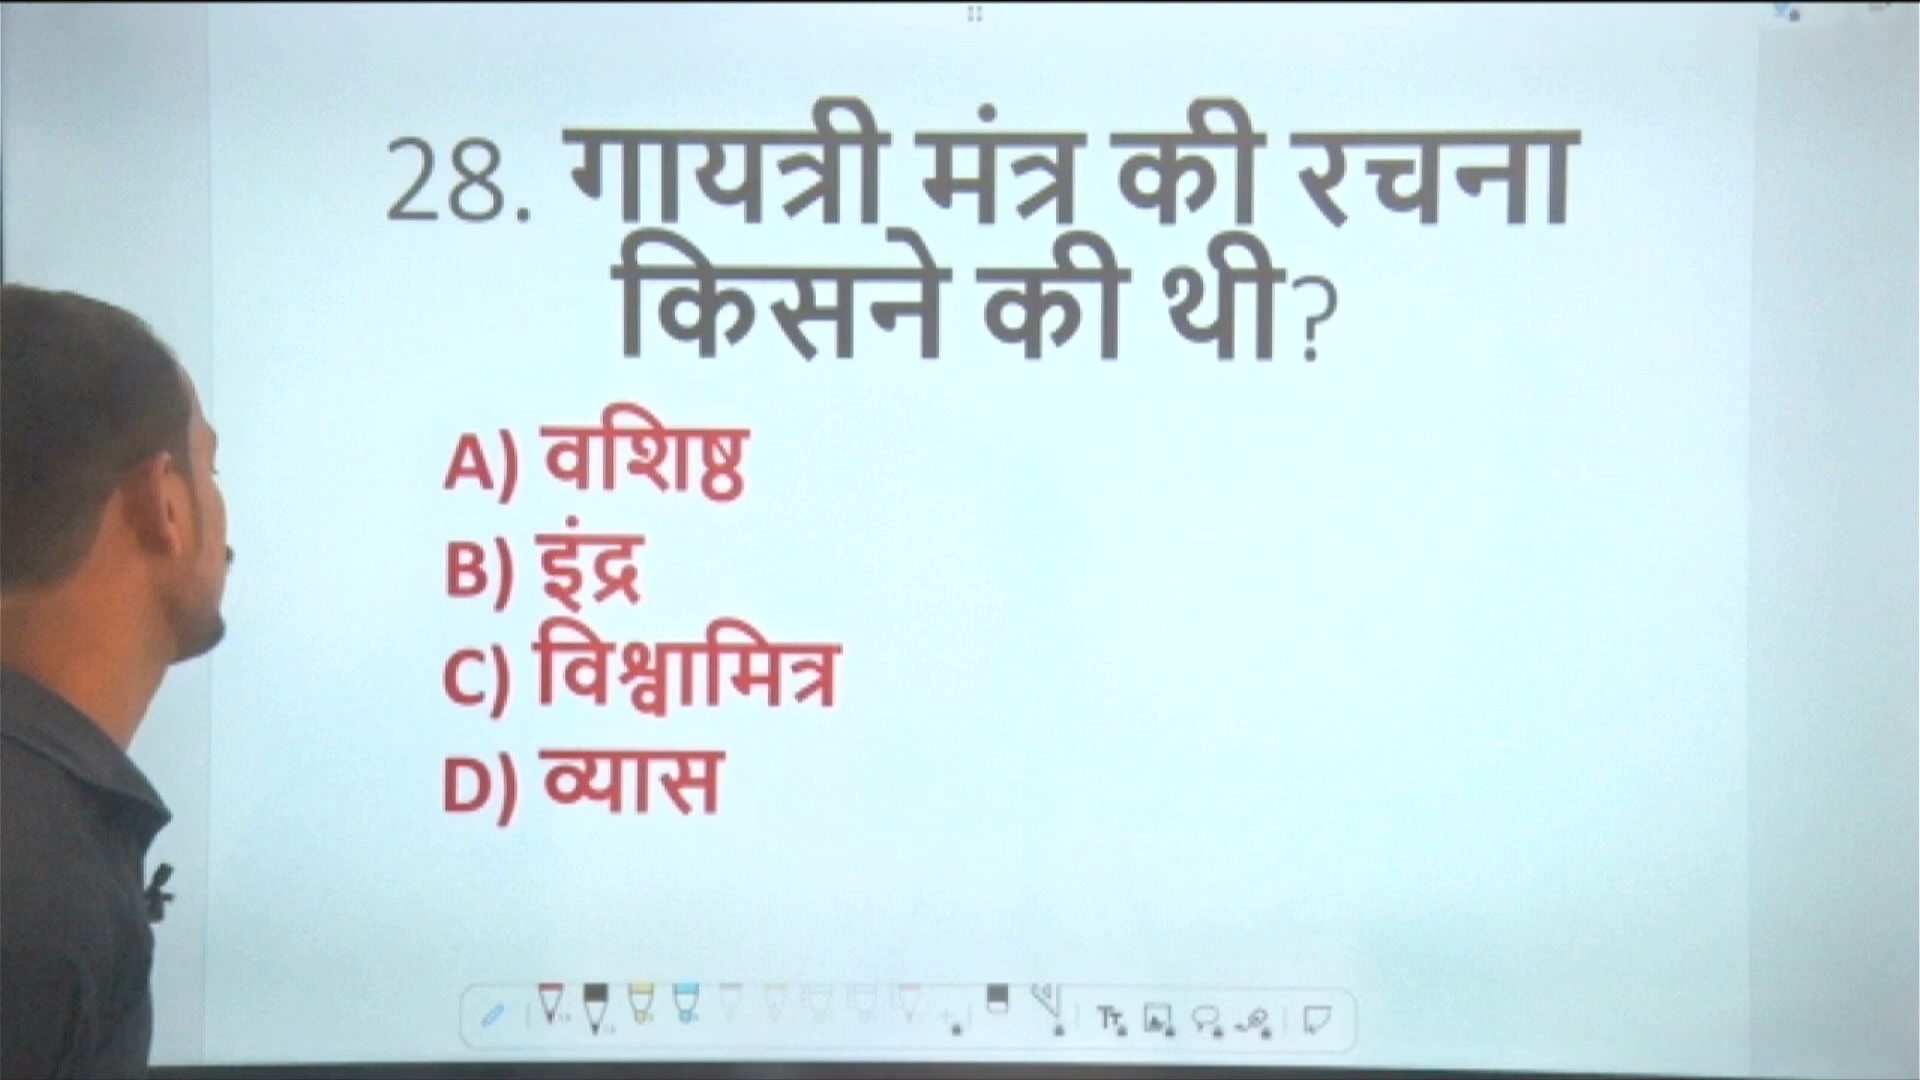 28. गायत्री मंत्र की रचना
किसने की थी?
A) वशिष्ठ
B) इंद्र
C) विश्वामित्र
D) व्यास